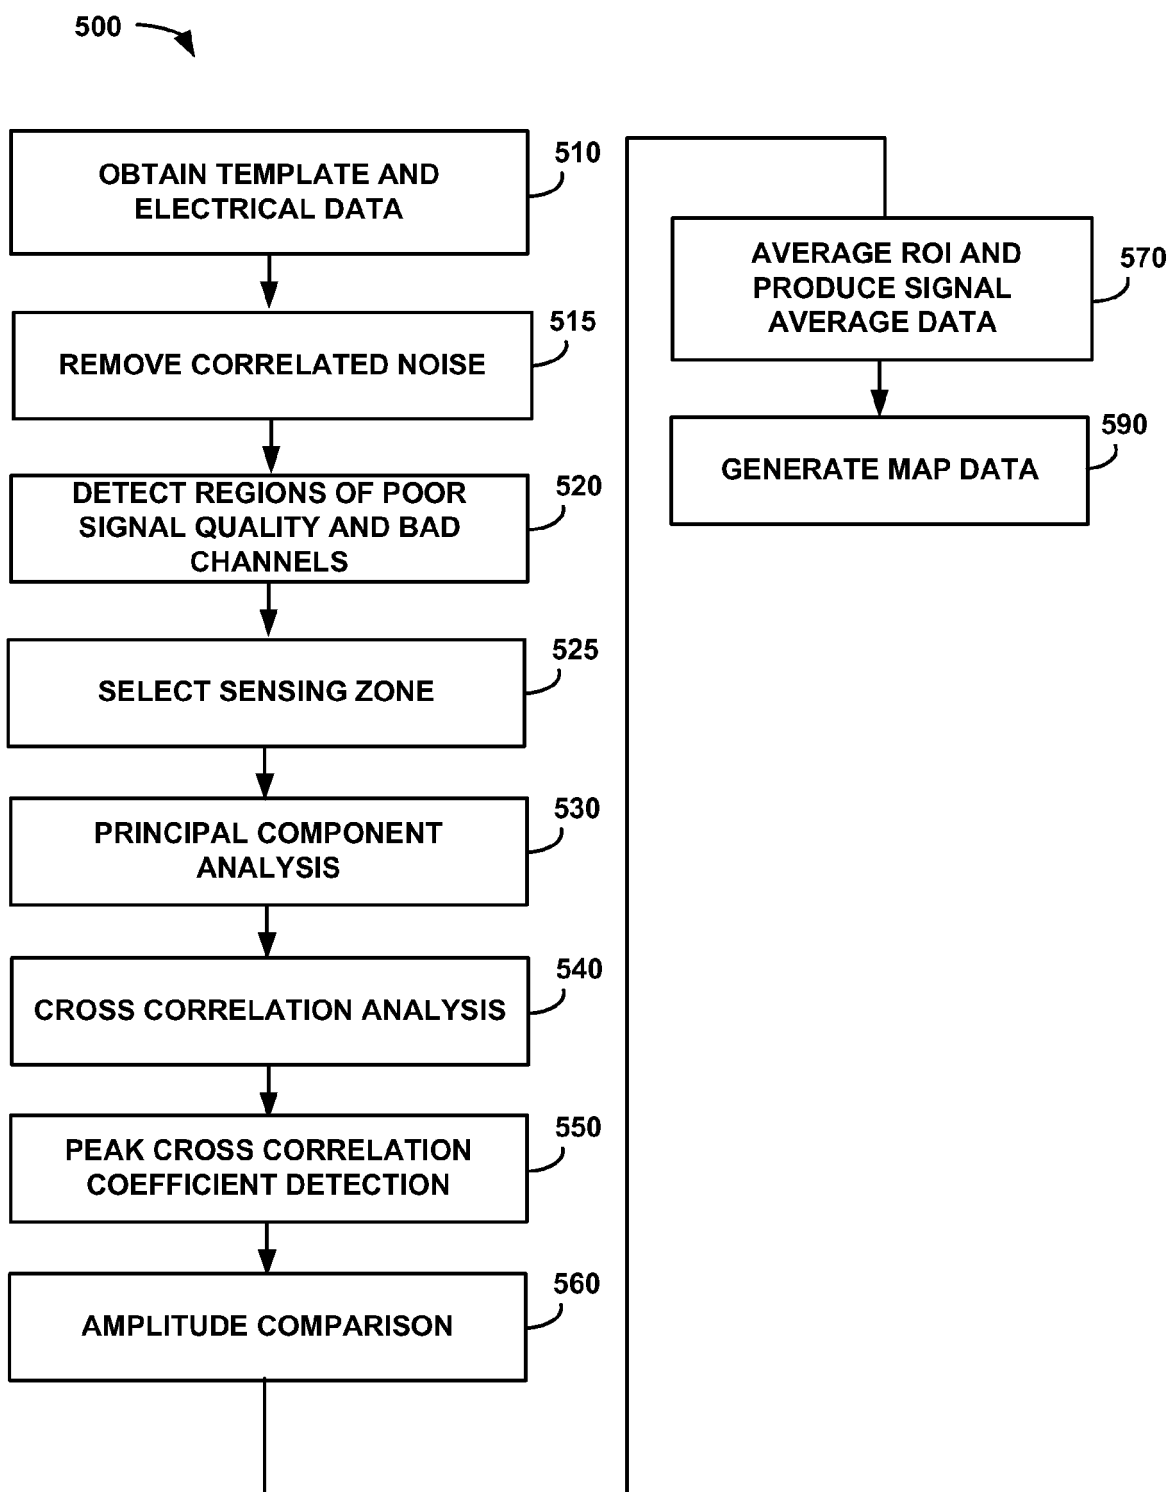 500
OBTAIN TEMPLATE AND
ELECTRICAL DATA
510
REMOVE CORRELATED NOISE
515
DETECT REGIONS OF POOR
SIGNAL QUALITY AND BAD
CHANNELS
520
SELECT SENSING ZONE
525
PRINCIPAL COMPONENT
ANALYSIS
530
CROSS CORRELATION ANALYSIS
540
PEAK CROSS CORRELATION
COEFFICIENT DETECTION
550
AMPLITUDE COMPARISON
560
AVERAGE ROI AND
PRODUCE SIGNAL
AVERAGE DATA
570
GENERATE MAP DATA
590